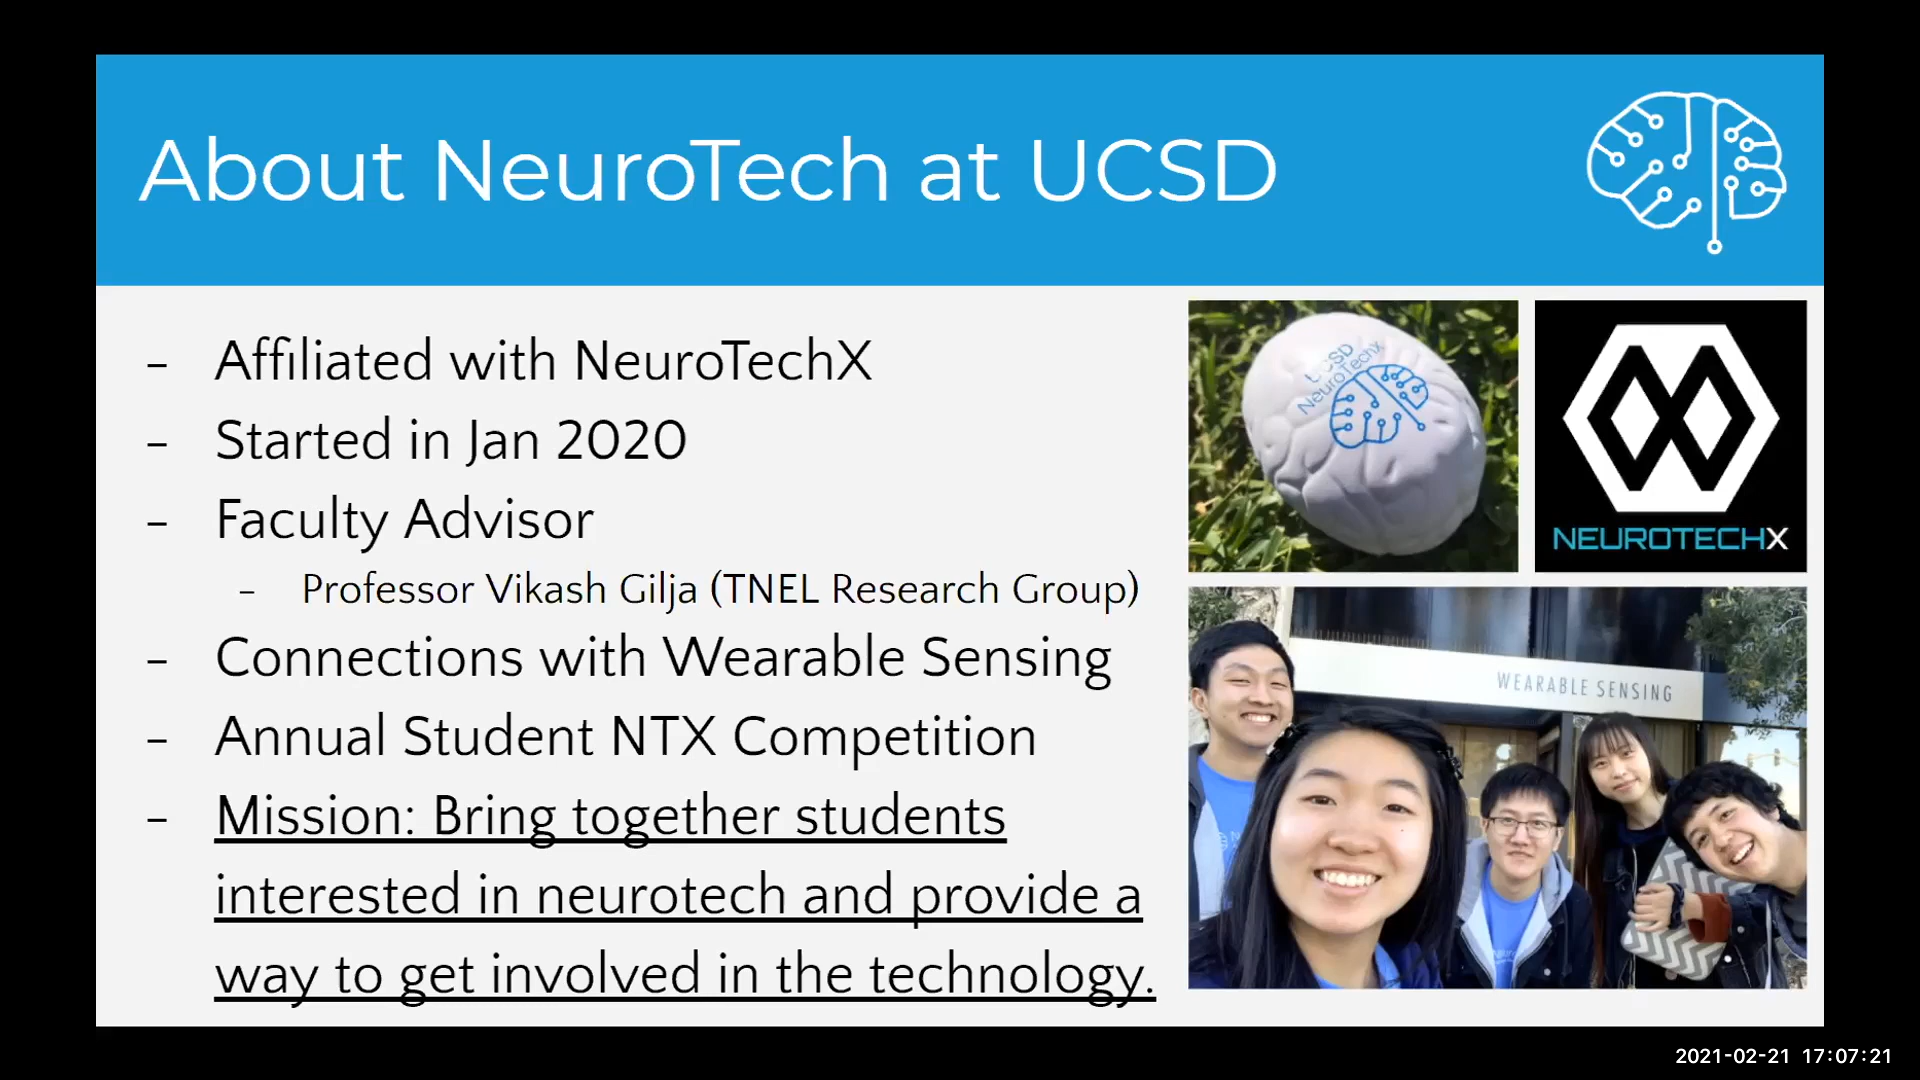 About NeuroTech at UCSD
- Affiliated with NeuroTechX
- Started in Jan 2020
- Faculty Advisor
- Professor Vikash Gilja (TNEL Research Group)
- Connections with Wearable Sensing
- Annual Student NTX Competition
- Mission: Bring together students
interested in neurotech and provide a
way to get involved in the technology.
UCSD
NeuroTechX
NEUROTECHX
WEARABLE SENSING
2021-02-21 17:07:21